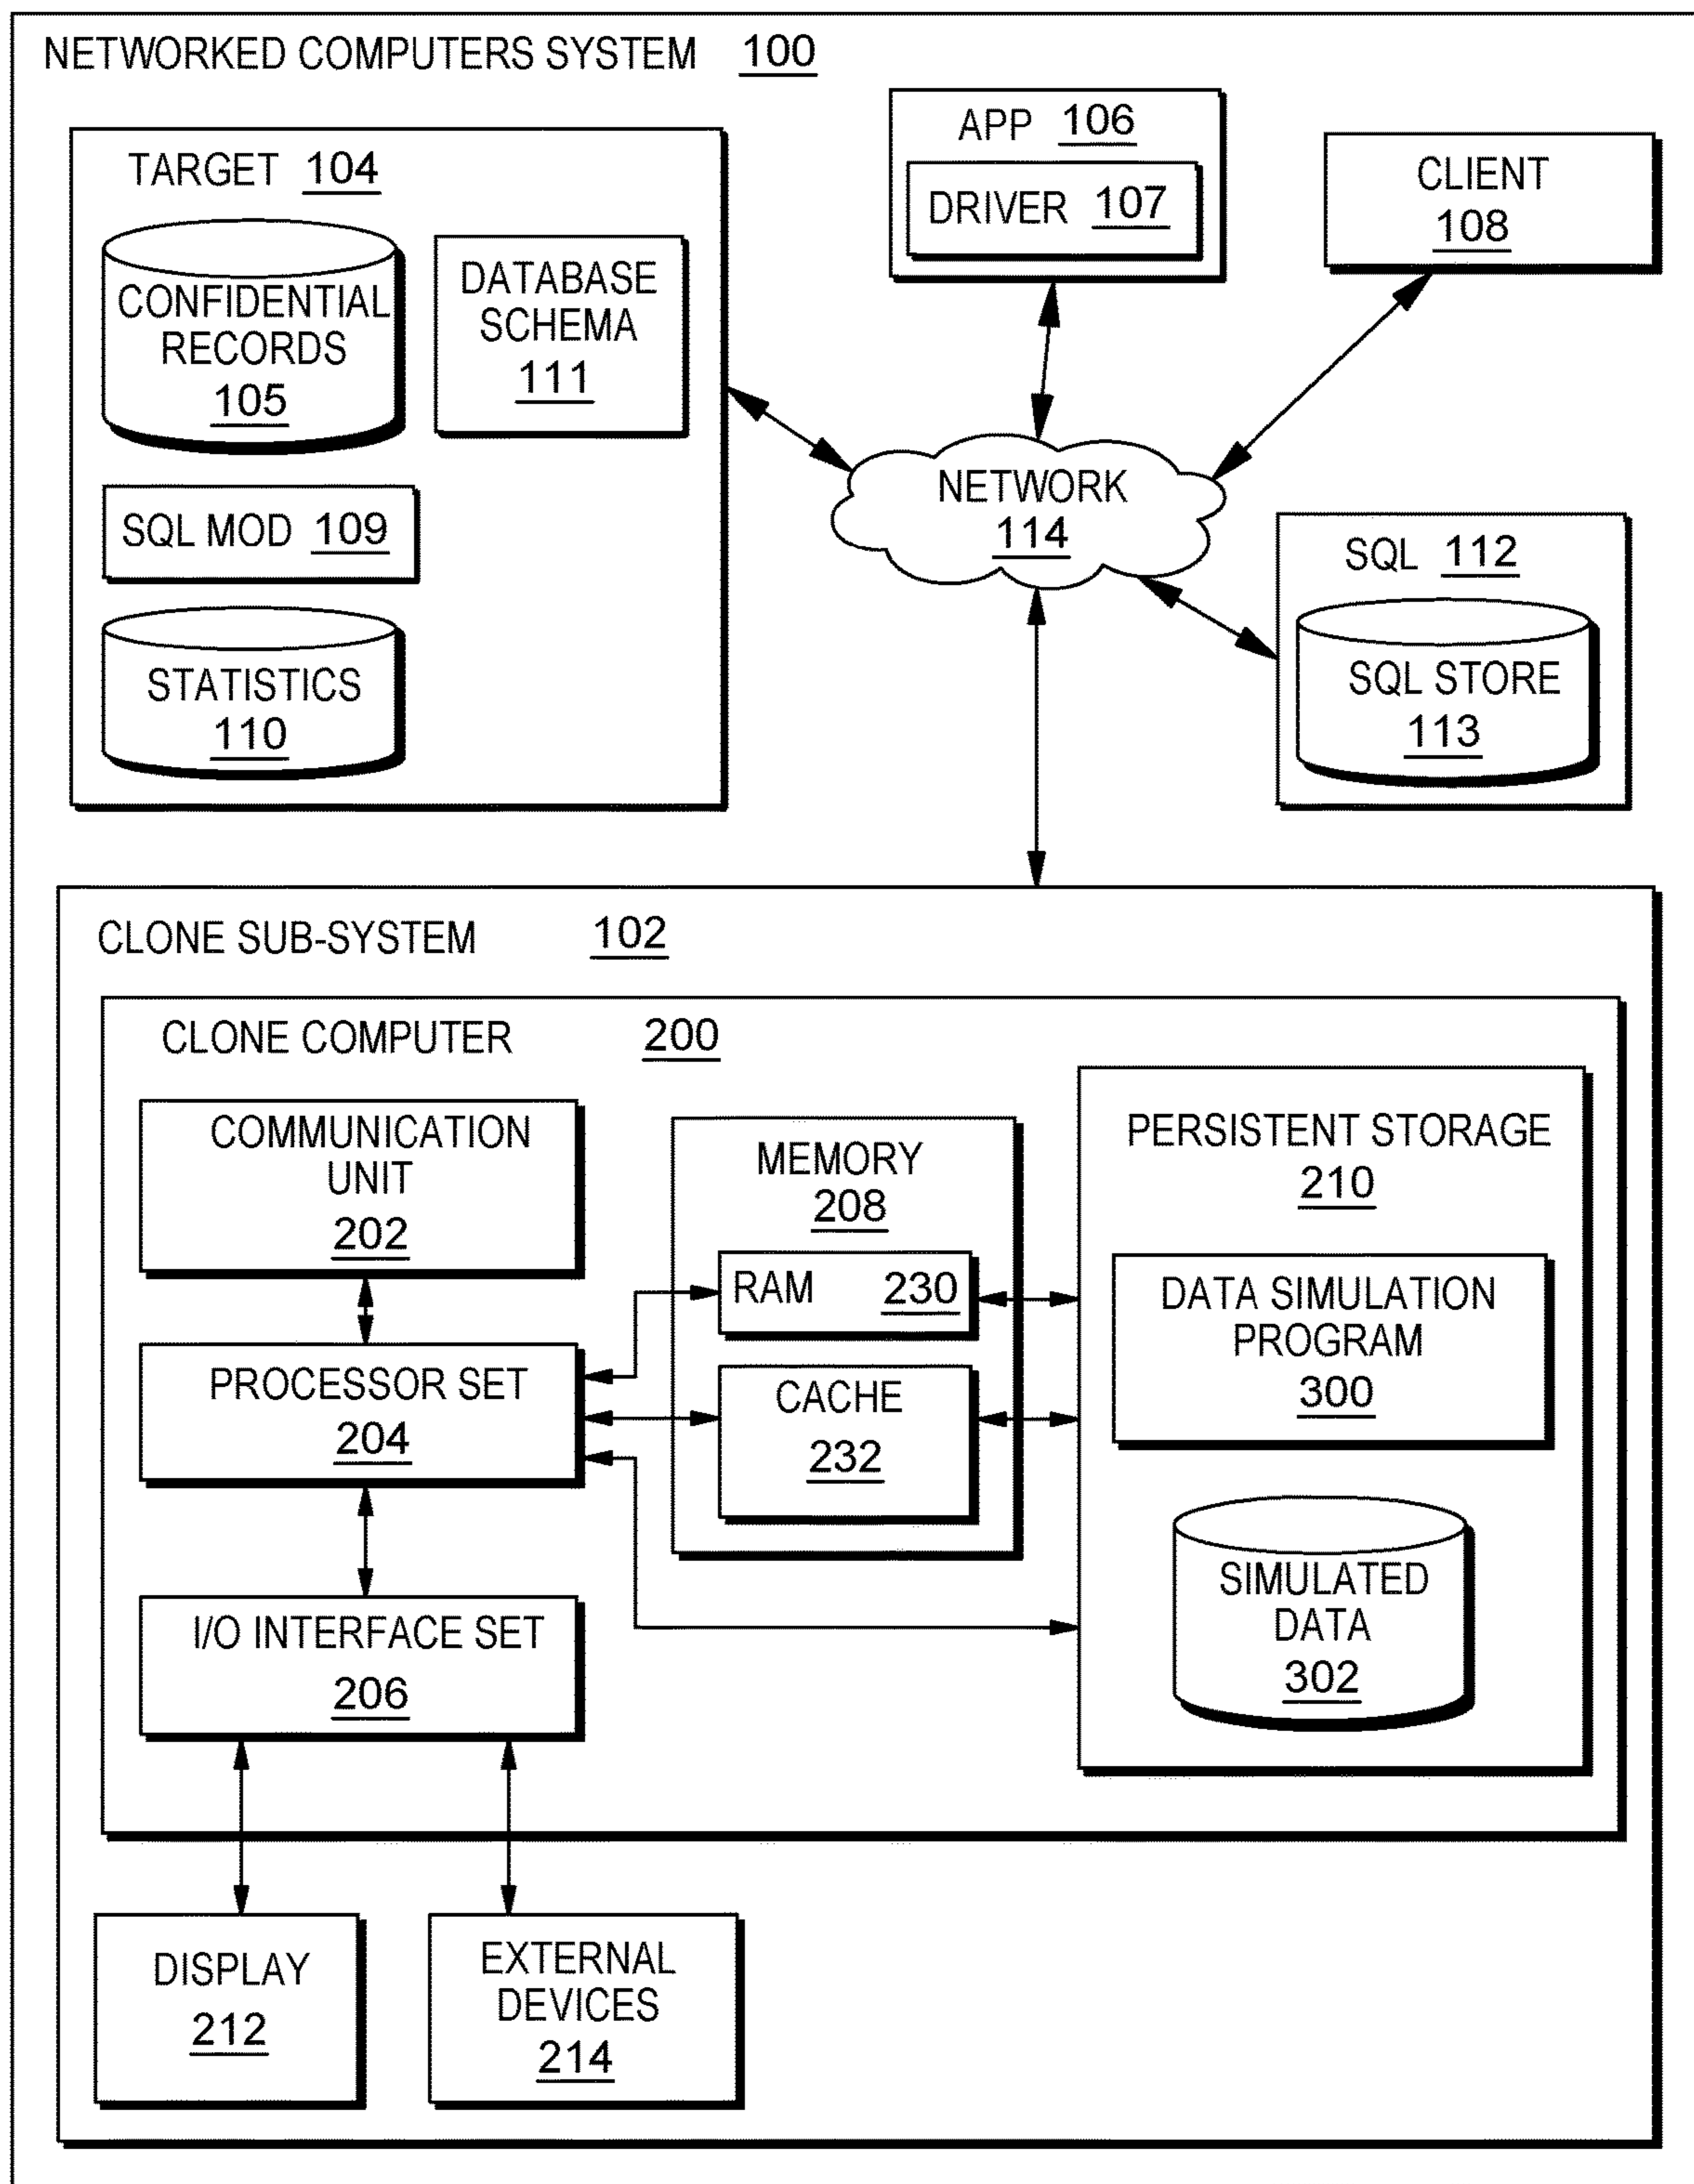 NETWORKED COMPUTERS SYSTEM 100
TARGET 104
CONFIDENTIAL
RECORDS
105
DATABASE
SCHEMA
111
SQL MOD 109
STATISTICS
110
APP 106
DRIVER 107
CLIENT
108
NETWORK
114
SQL 112
SQL STORE
113
CLONE SUB-SYSTEM 102
CLONE COMPUTER 200
COMMUNICATION
UNIT
202
PROCESSOR SET
204
I/O INTERFACE SET
206
MEMORY
208
RAM 230
CACHE
232
PERSISTENT STORAGE
210
DATA SIMULATION
PROGRAM
300
SIMULATED
DATA
302
DISPLAY
212
EXTERNAL
DEVICES
214